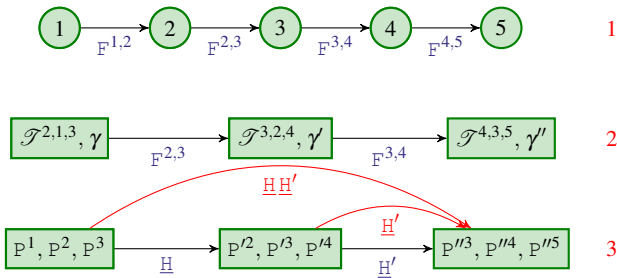 1 2 3 4 5 1
F^{1,2} F^{2,3} F^{3,4} F^{4,5}
𝒯^{2,1,3}, γ 𝒯^{3,2,4}, γ′ 𝒯^{4,3,5}, γ″ 2
F^{2,3} F^{3,4}
H̲ H̲′
H̲′
P^1, P^2, P^3 P′^2, P′^3, P′^4 P″^3, P″^4, P″^5 3
H̲ H̲′